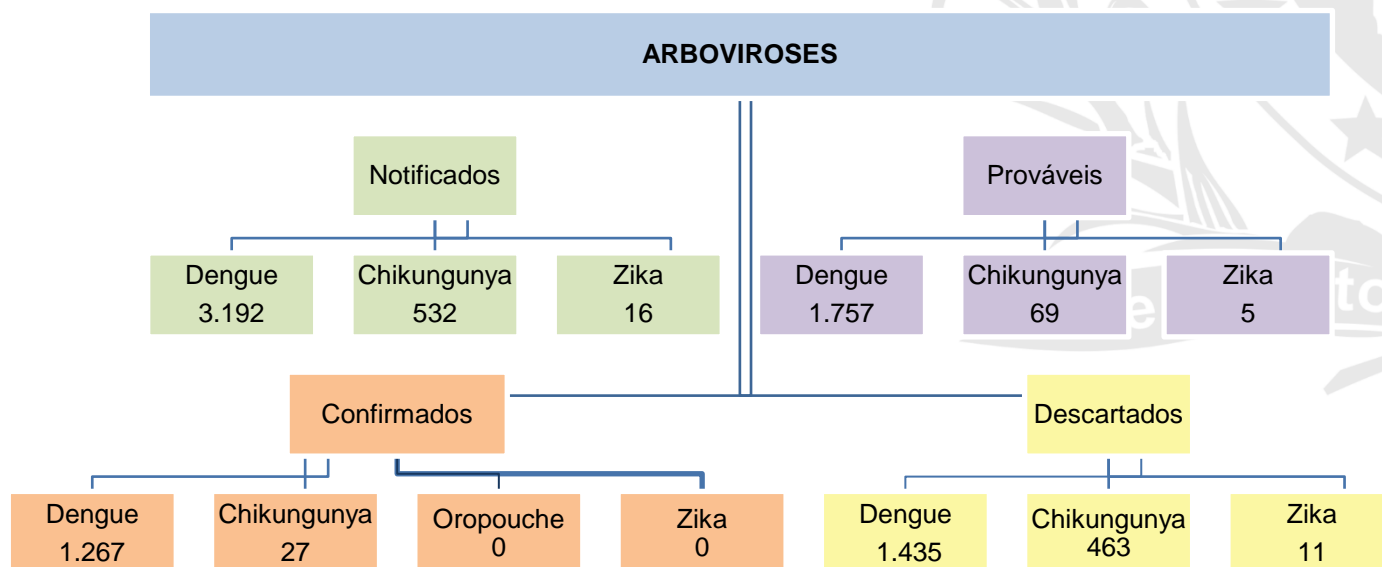 ARBOVIROSES
Notificados
Prováveis
Dengue
3.192
Chikungunya
532
Zika
16
Dengue
1.757
Chikungunya
69
Zika
5
Confirmados
Descartados
Dengue
1.267
Chikungunya
27
Oropouche
0
Zika
0
Dengue
1.435
Chikungunya
463
Zika
11